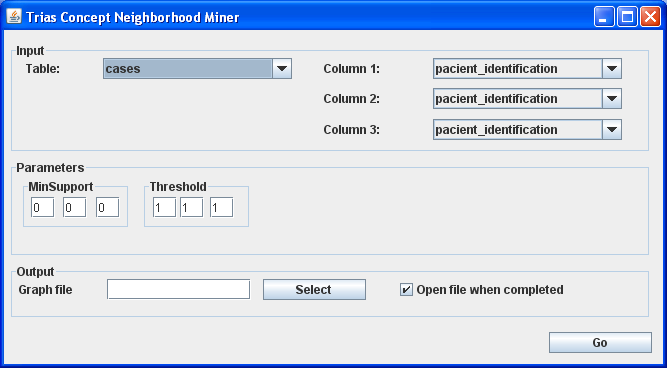 Trias Concept Neighborhood Miner
Input
Table: cases Column 1: pacient_identification
Column 2: pacient_identification
Column 3: pacient_identification
Parameters
MinSupport Threshold
0 0 0 1 1 1
Output
Graph file Select Open file when completed
Go